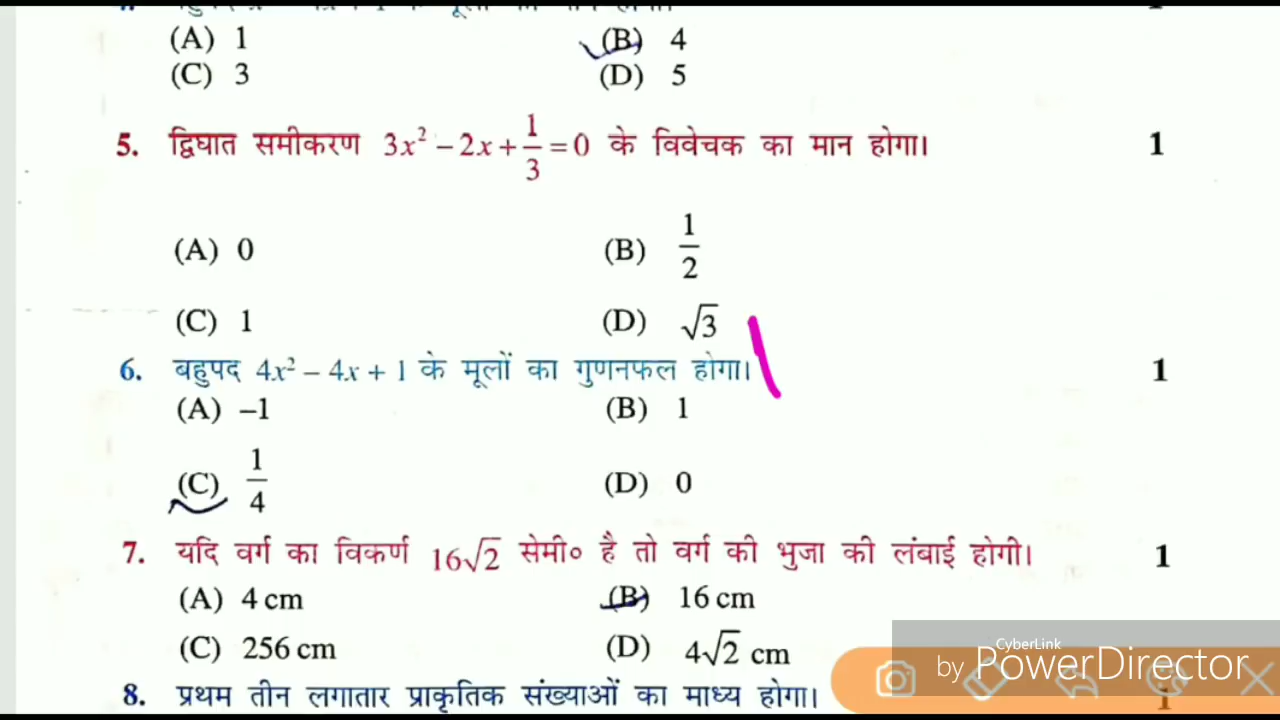 (A) 1 (B) 4
(C) 3 (D) 5
5. द्विघात समीकरण 3x² – 2x + 1/3 = 0 के विवेचक का मान होगा। 1
(A) 0 (B) 1/2
(C) 1 (D) √3
6. बहुपद 4x² – 4x + 1 के मूलों का गुणनफल होगा। 1
(A) –1 (B) 1
(C) 1/4 (D) 0
7. यदि वर्ग का विकर्ण 16√2 सेमी० है तो वर्ग की भुजा की लंबाई होगी। 1
(A) 4 cm (B) 16 cm
(C) 256 cm (D) 4√2 cm
8. प्रथम तीन लगातार प्राकृतिक संख्याओं का माध्य होगा। 1
CyberLink
by PowerDirector